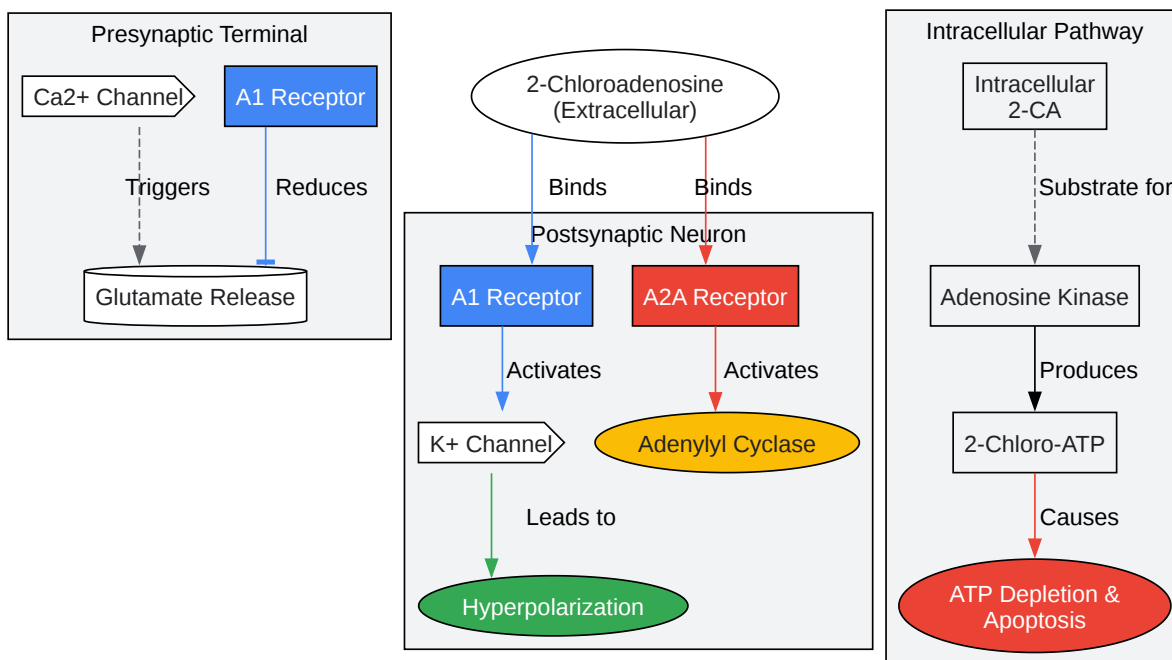 Presynaptic Terminal
Ca2+ Channel
A1 Receptor
Triggers
Reduces
Glutamate Release
2-Chloroadenosine
(Extracellular)
Binds
Binds
Postsynaptic Neuron
A1 Receptor
A2A Receptor
Activates
Activates
K+ Channel
Adenylyl Cyclase
Leads to
Hyperpolarization
Intracellular Pathway
Intracellular
2-CA
Substrate for
Adenosine Kinase
Produces
2-Chloro-ATP
Causes
ATP Depletion &
Apoptosis